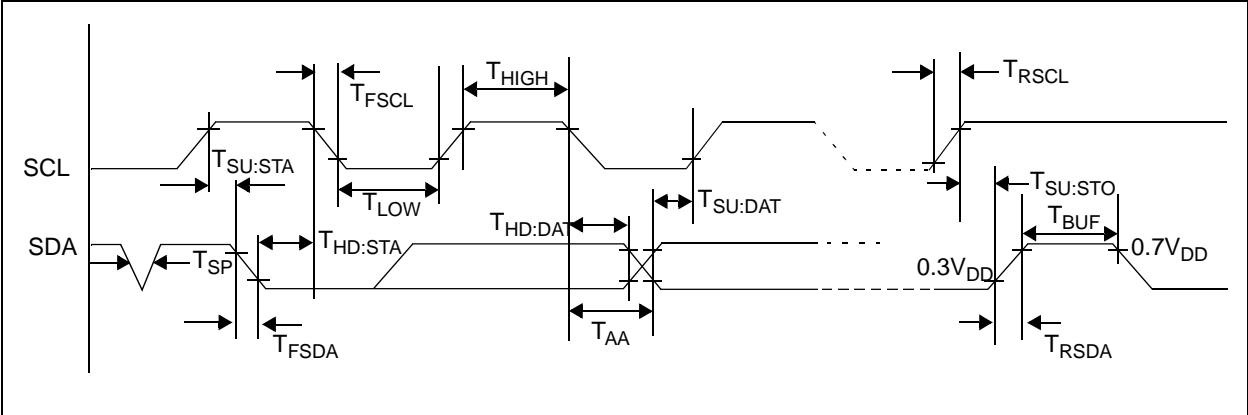 T_HIGH
T_RSCL
T_FSCL
SCL
T_SU:STA
T_LOW
T_SU:DAT
T_SU:STO
T_HD:DAT
T_BUF
SDA
T_HD:STA
T_SP
0.7V_DD
0.3V_DD
T_AA
T_FSDA
T_RSDA